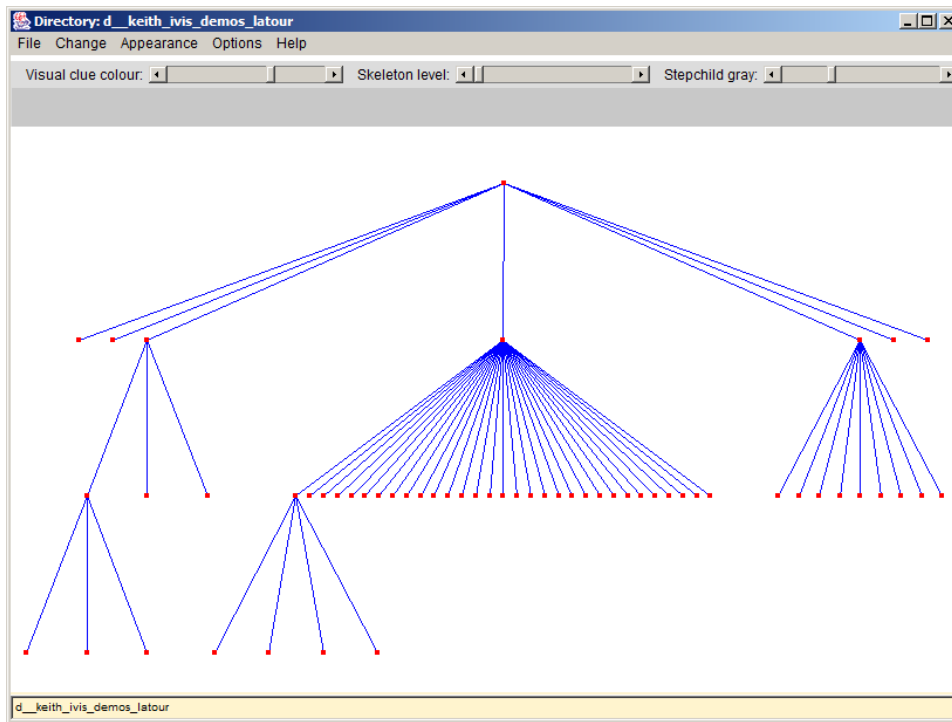 Directory: d__keith_ivis_demos_latour
File Change Appearance Options Help
Visual clue colour: Skeleton level: Stepchild gray:
d__keith_ivis_demos_latour